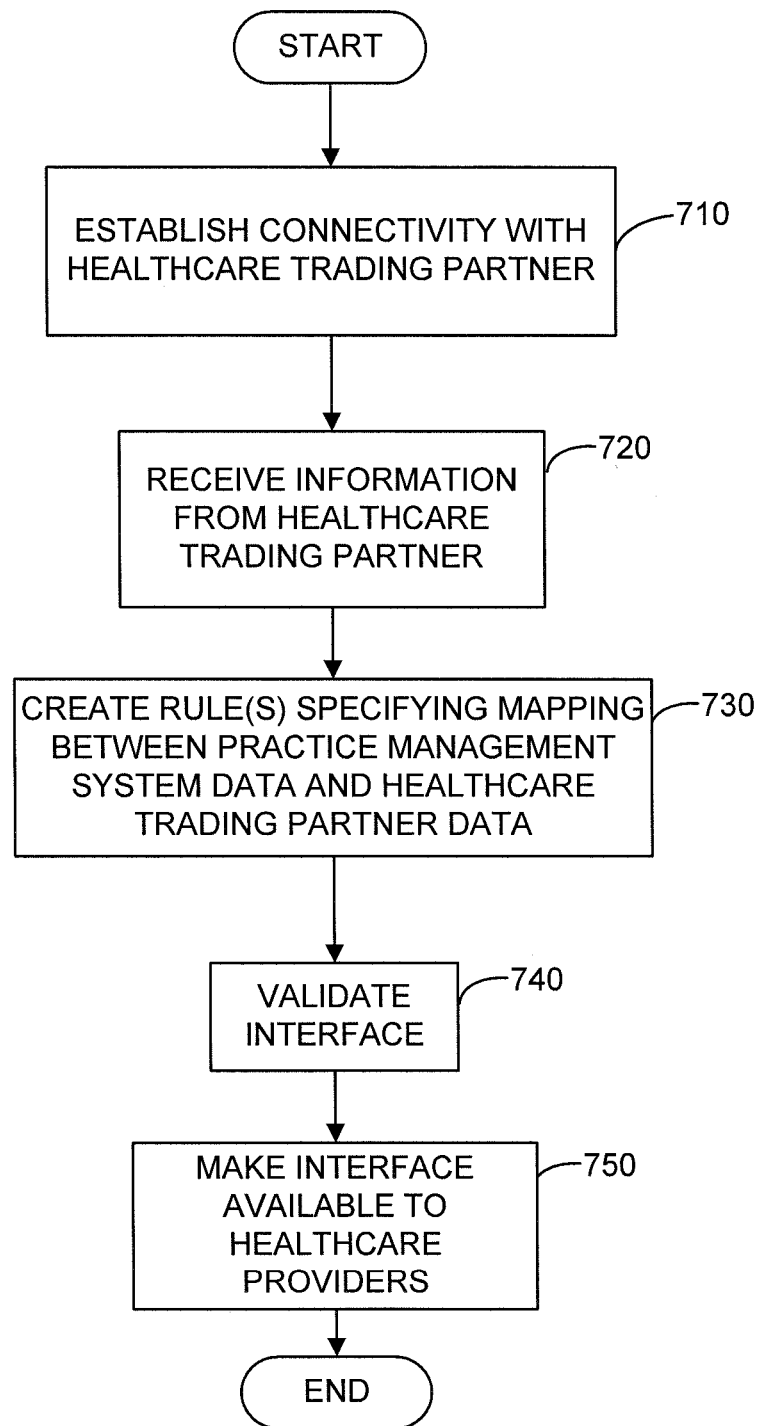 START
ESTABLISH CONNECTIVITY WITH
HEALTHCARE TRADING PARTNER
710
RECEIVE INFORMATION
FROM HEALTHCARE
TRADING PARTNER
720
CREATE RULE(S) SPECIFYING MAPPING
BETWEEN PRACTICE MANAGEMENT
SYSTEM DATA AND HEALTHCARE
TRADING PARTNER DATA
730
VALIDATE
INTERFACE
740
MAKE INTERFACE
AVAILABLE TO
HEALTHCARE
PROVIDERS
750
END